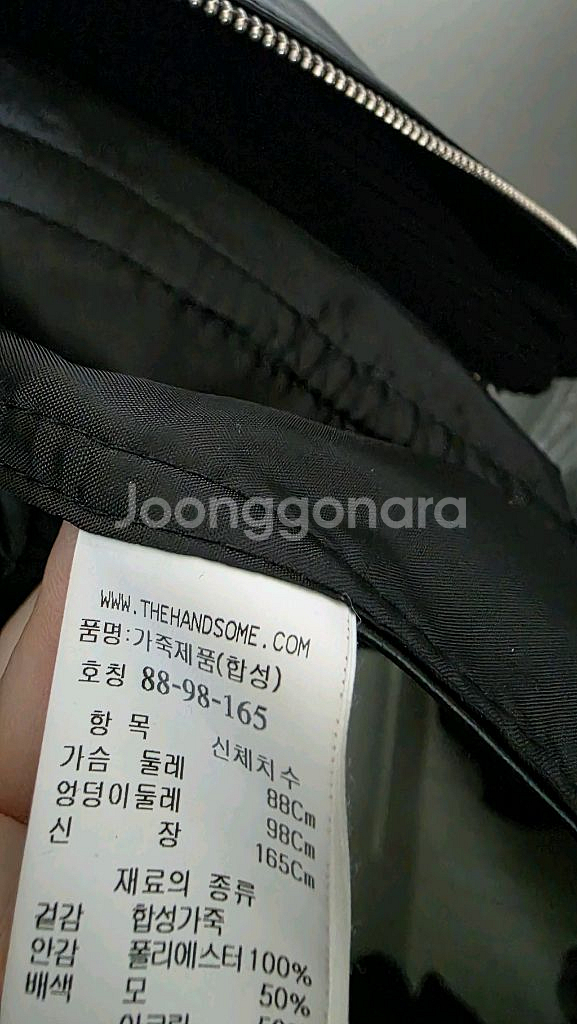 Joonggonara
WWW.THEHANDSOME.COM
품명:가죽제품(합성)
호칭 88-98-165
항 목 신체치수
가슴 둘레 88Cm
엉덩이둘레 98Cm
신 장 165Cm
재료의 종류
겉감 합성가죽
안감 폴리에스터100%
배색 모 50%